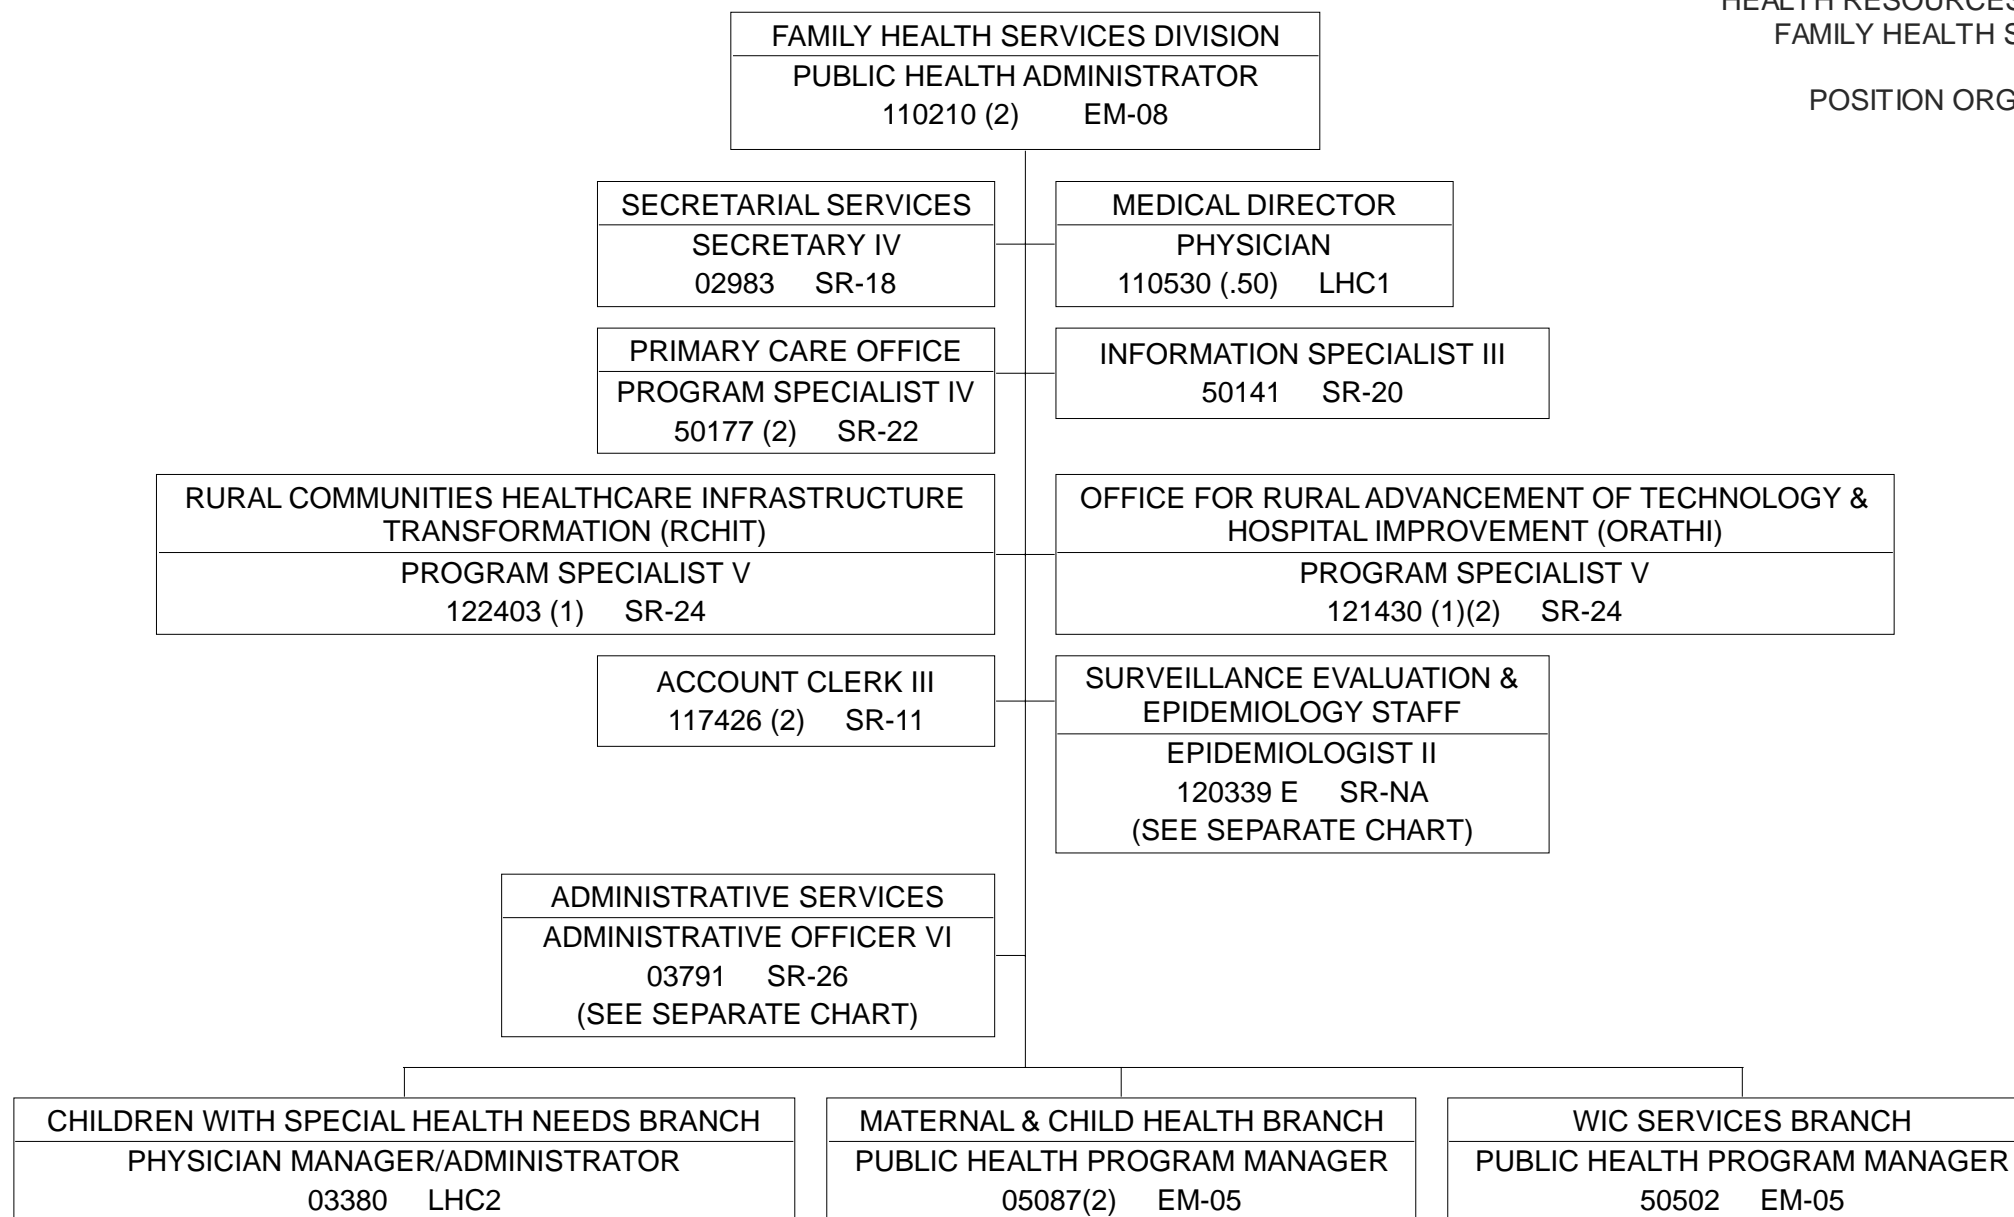 HEALTH RESOURCES
FAMILY HEALTH S
POSITION ORG
FAMILY HEALTH SERVICES DIVISION
PUBLIC HEALTH ADMINISTRATOR
110210 (2) EM-08
SECRETARIAL SERVICES
SECRETARY IV
02983 SR-18
MEDICAL DIRECTOR
PHYSICIAN
110530 (.50) LHC1
PRIMARY CARE OFFICE
PROGRAM SPECIALIST IV
50177 (2) SR-22
INFORMATION SPECIALIST III
50141 SR-20
RURAL COMMUNITIES HEALTHCARE INFRASTRUCTURE
TRANSFORMATION (RCHIT)
PROGRAM SPECIALIST V
122403 (1) SR-24
OFFICE FOR RURAL ADVANCEMENT OF TECHNOLOGY &
HOSPITAL IMPROVEMENT (ORATHI)
PROGRAM SPECIALIST V
121430 (1)(2) SR-24
ACCOUNT CLERK III
117426 (2) SR-11
SURVEILLANCE EVALUATION &
EPIDEMIOLOGY STAFF
EPIDEMIOLOGIST II
120339 E SR-NA
(SEE SEPARATE CHART)
ADMINISTRATIVE SERVICES
ADMINISTRATIVE OFFICER VI
03791 SR-26
(SEE SEPARATE CHART)
CHILDREN WITH SPECIAL HEALTH NEEDS BRANCH
PHYSICIAN MANAGER/ADMINISTRATOR
03380 LHC2
MATERNAL & CHILD HEALTH BRANCH
PUBLIC HEALTH PROGRAM MANAGER
05087(2) EM-05
WIC SERVICES BRANCH
PUBLIC HEALTH PROGRAM MANAGER
50502 EM-05